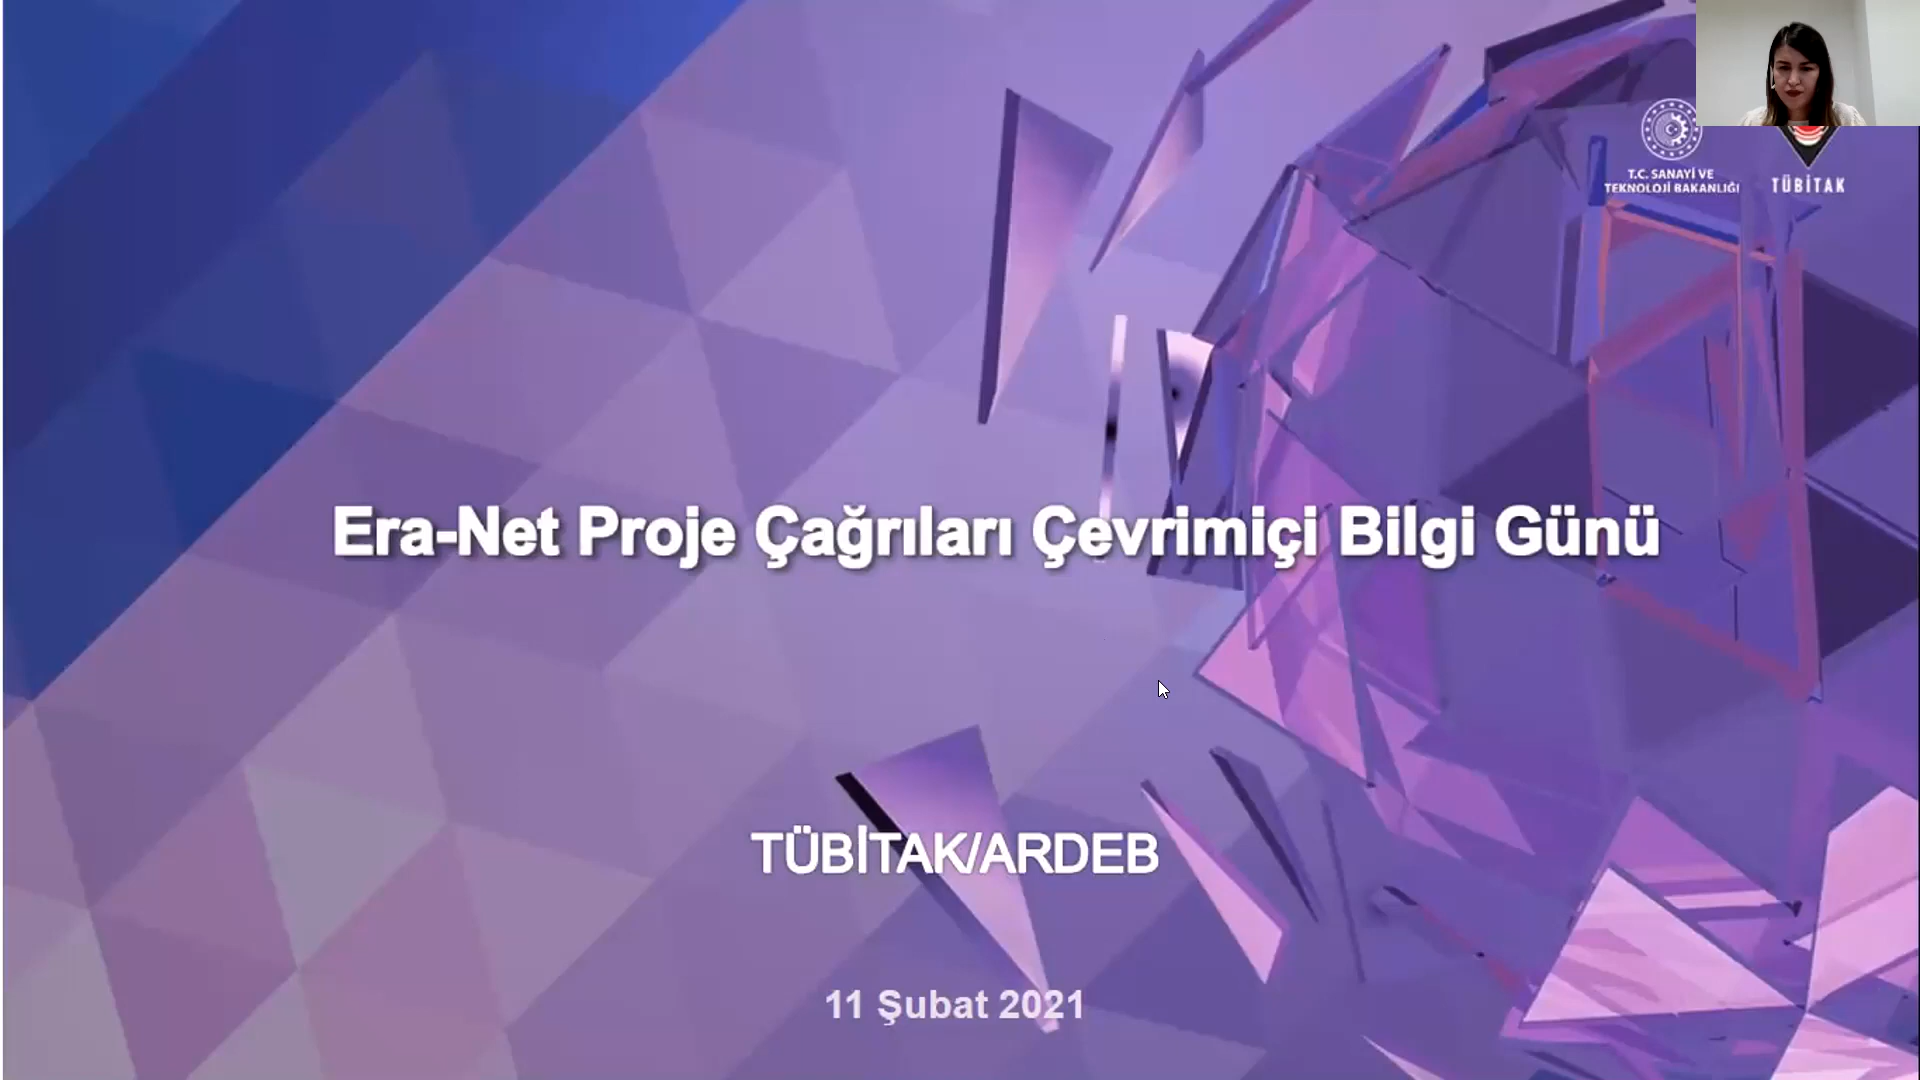 T.C. SANAYİ VE
TEKNOLOJİ BAKANLIĞI
TÜBİTAK
Era-Net Proje Çağrıları Çevrimiçi Bilgi Günü
TÜBİTAK/ARDEB
11 Şubat 2021